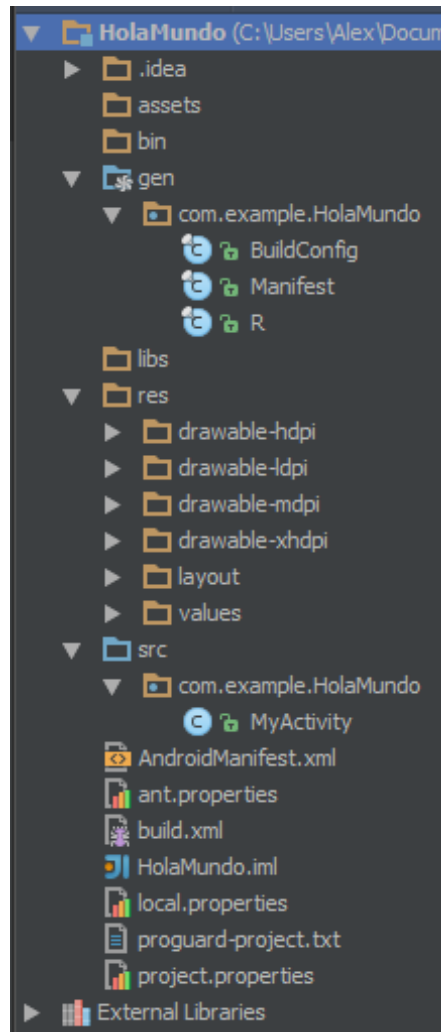 HolaMundo (C:\Users\Alex\Docum
.idea
assets
bin
gen
com.example.HolaMundo
BuildConfig
Manifest
R
libs
res
drawable-hdpi
drawable-ldpi
drawable-mdpi
drawable-xhdpi
layout
values
src
com.example.HolaMundo
MyActivity
AndroidManifest.xml
ant.properties
build.xml
HolaMundo.iml
local.properties
proguard-project.txt
project.properties
External Libraries